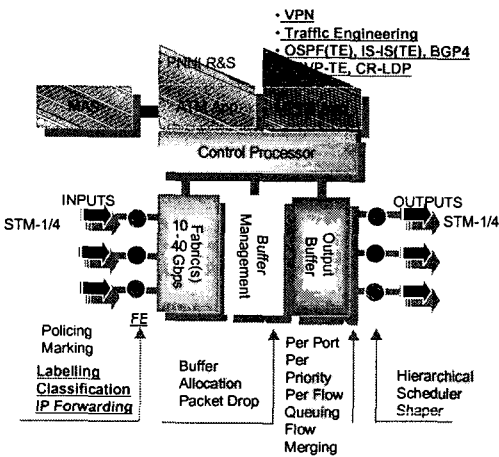 • VPN
• Traffic Engineering
• OSPF(TE), IS-IS(TE), BGP4
VP-TE, CR-LDP
PNNI R&S
MAS
ATM App
Control Processor
INPUTS
OUTPUTS
STM-1/4
STM-1/4
10
- 40 Gbps
Fabric(s)
Buffer
Management
Output
Buffer
FE
Policing
Marking
Labelling
Classification
IP Forwarding
Buffer
Allocation
Packet Drop
Per Port
Per
Priority
Per Flow
Queuing
Flow
Merging
Hierarchical
Scheduler
Shaper